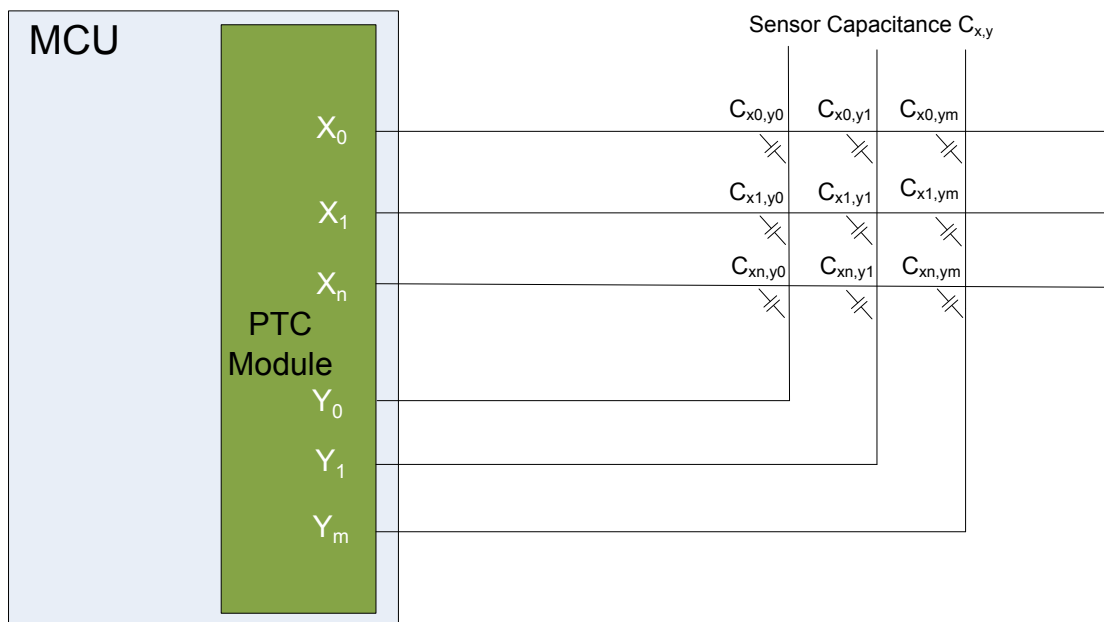 MCU
Sensor Capacitance Cx,y
X0
Cx0,y0 Cx0,y1 Cx0,ym
X1
Cx1,y0 Cx1,y1 Cx1,ym
Xn
Cxn,y0 Cxn,y1 Cxn,ym
PTC
Module
Y0
Y1
Ym